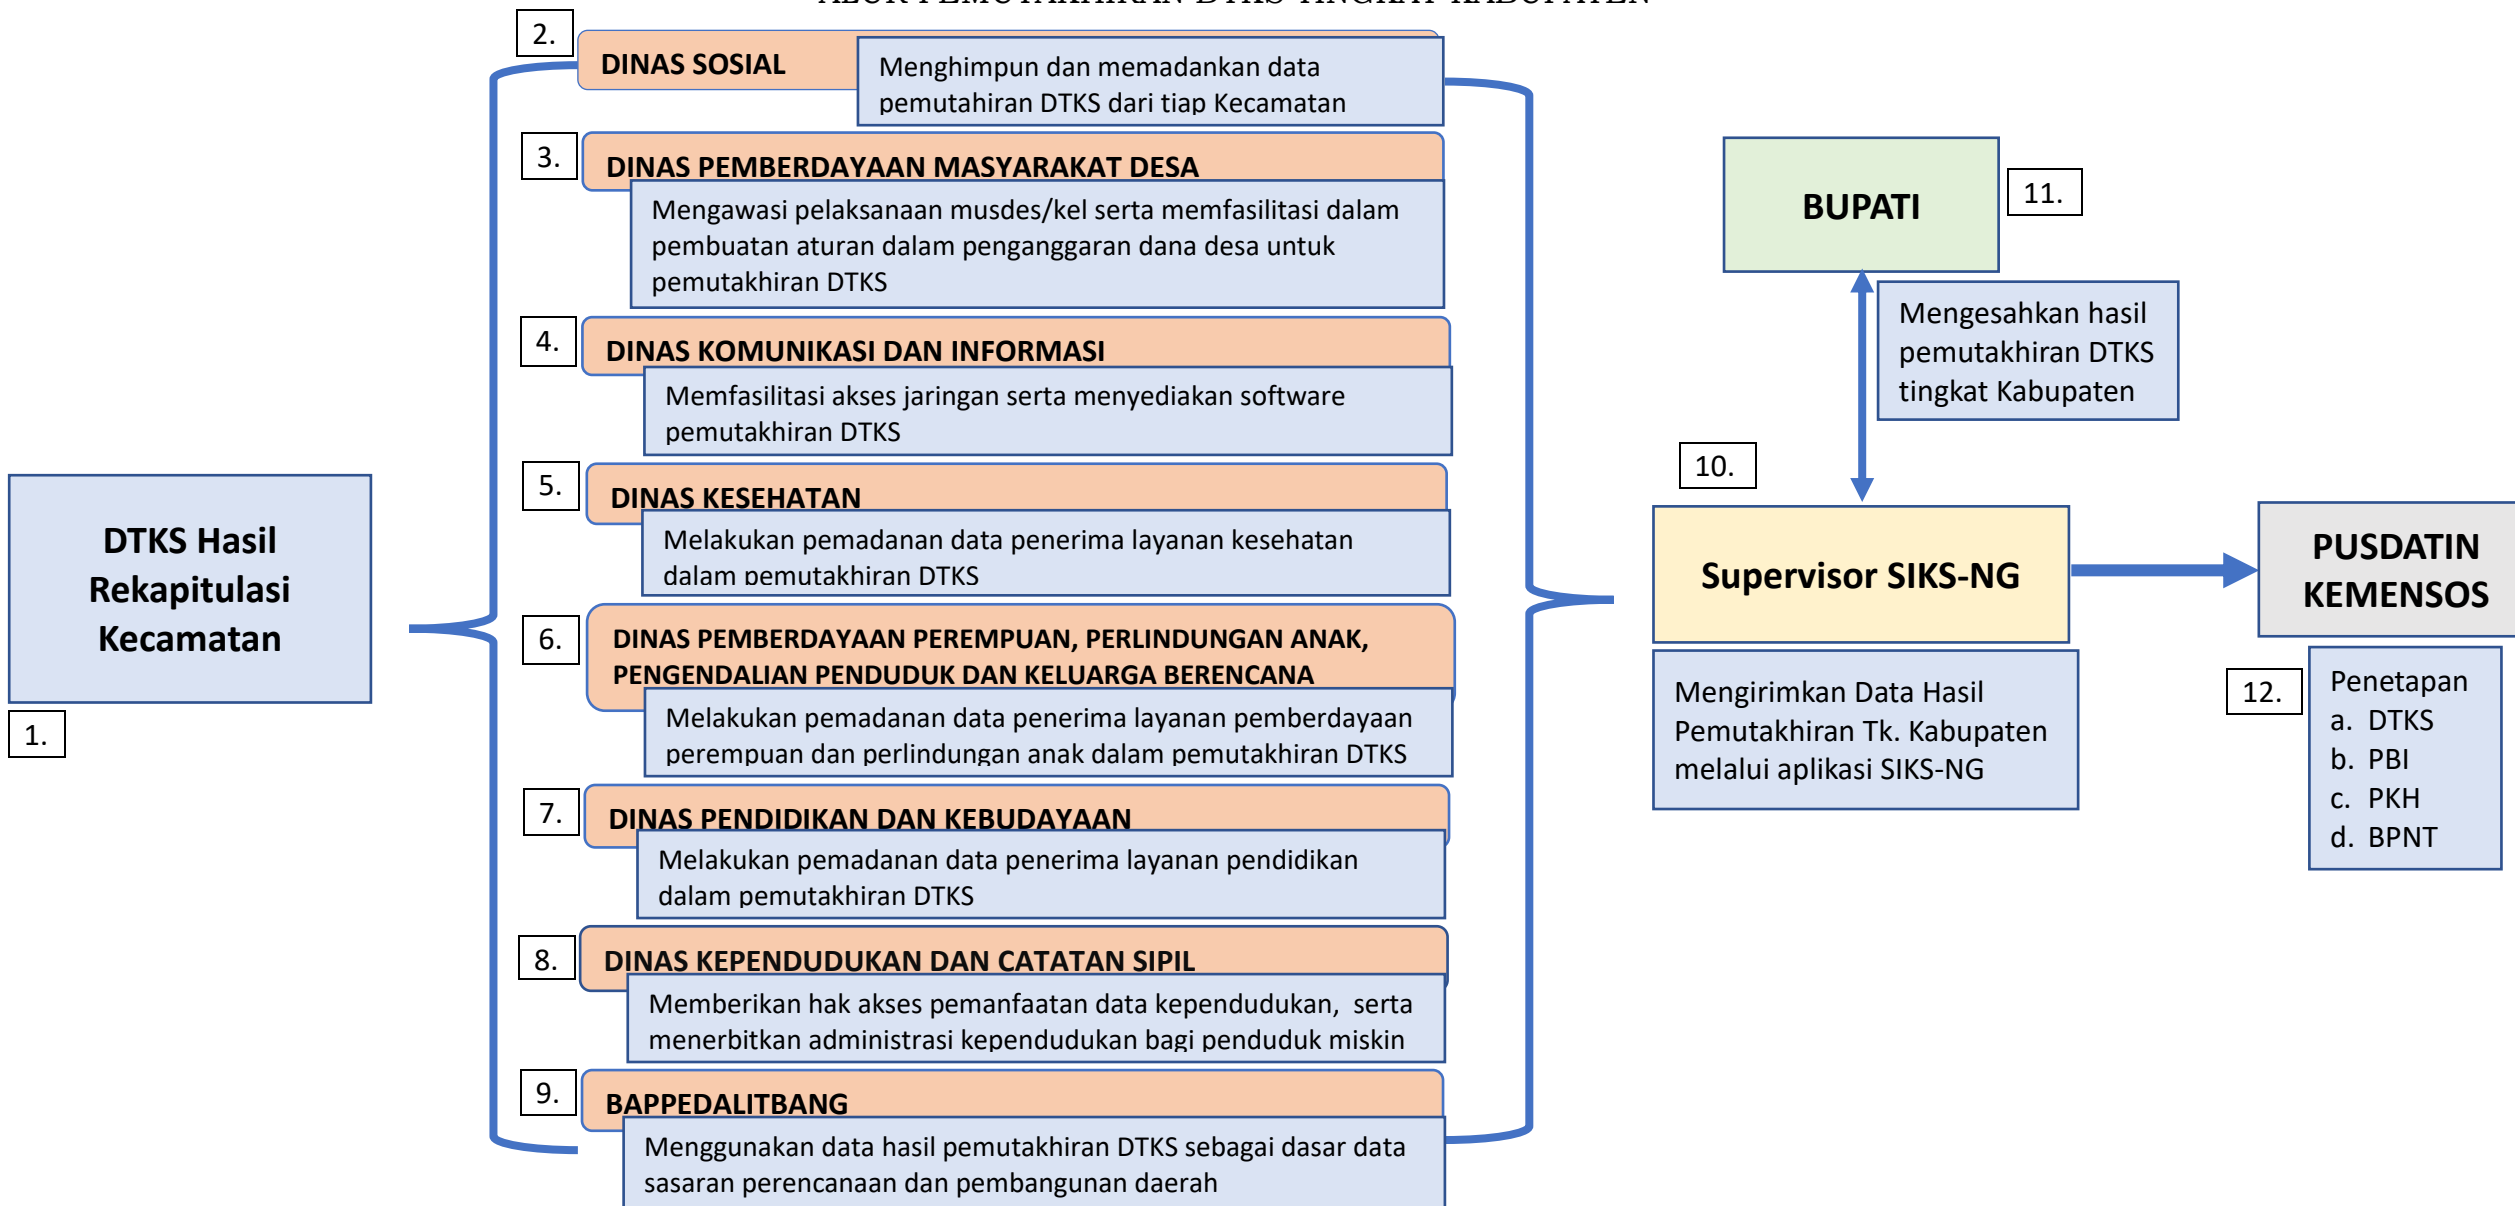 ALUR PEMUTAKHIRAN DTKS TINGKAT KABUPATEN
2.
DINAS SOSIAL
Menghimpun dan memadankan data
pemutahiran DTKS dari tiap Kecamatan
3.
DINAS PEMBERDAYAAN MASYARAKAT DESA
Mengawasi pelaksanaan musdes/kel serta memfasilitasi dalam
pembuatan aturan dalam penganggaran dana desa untuk
pemutakhiran DTKS
4.
DINAS KOMUNIKASI DAN INFORMASI
Memfasilitasi akses jaringan serta menyediakan software
pemutakhiran DTKS
5.
DINAS KESEHATAN
Melakukan pemadanan data penerima layanan kesehatan
dalam pemutakhiran DTKS
6.
DINAS PEMBERDAYAAN PEREMPUAN, PERLINDUNGAN ANAK,
PENGENDALIAN PENDUDUK DAN KELUARGA BERENCANA
Melakukan pemadanan data penerima layanan pemberdayaan
perempuan dan perlindungan anak dalam pemutakhiran DTKS
7.
DINAS PENDIDIKAN DAN KEBUDAYAAN
Melakukan pemadanan data penerima layanan pendidikan
dalam pemutakhiran DTKS
8.
DINAS KEPENDUDUKAN DAN CATATAN SIPIL
Memberikan hak akses pemanfaatan data kependudukan, serta
menerbitkan administrasi kependudukan bagi penduduk miskin
9.
BAPPEDALITBANG
Menggunakan data hasil pemutakhiran DTKS sebagai dasar data
sasaran perencanaan dan pembangunan daerah
DTKS Hasil
Rekapitulasi
Kecamatan
1.
BUPATI
11.
Mengesahkan hasil
pemutakhiran DTKS
tingkat Kabupaten
10.
Supervisor SIKS-NG
Mengirimkan Data Hasil
Pemutakhiran Tk. Kabupaten
melalui aplikasi SIKS-NG
PUSDATIN
KEMENSOS
12.
Penetapan
a. DTKS
b. PBI
c. PKH
d. BPNT